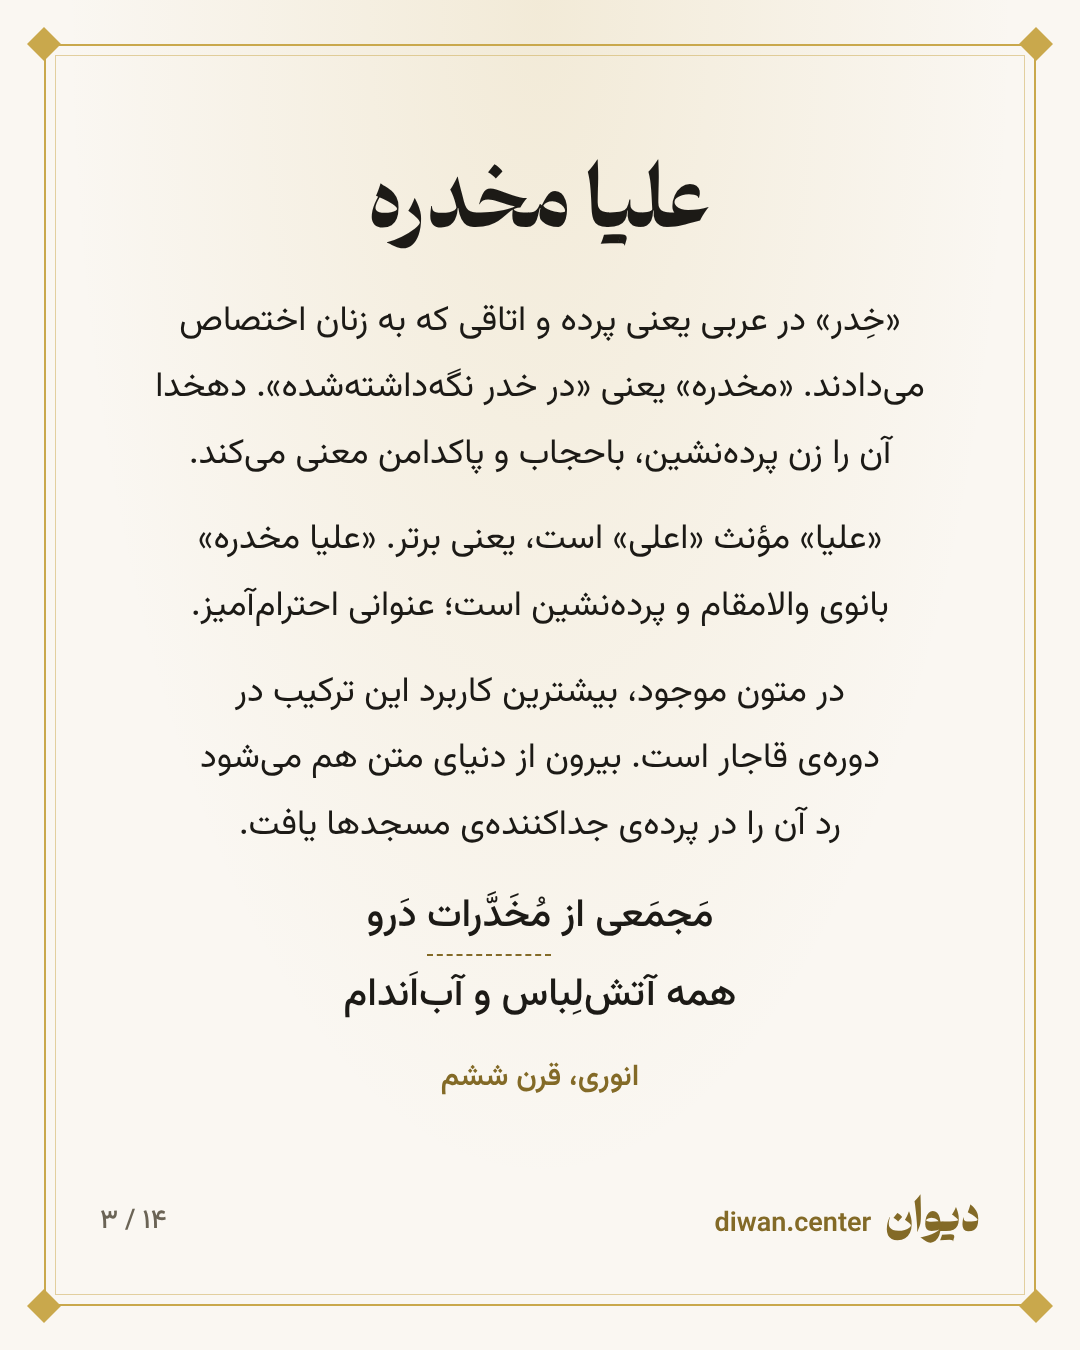 علیا مخدره
«خِدر» در عربی یعنی پرده و اتاقی که به زنان اختصاص
می‌دادند. «مخدره» یعنی «در خدر نگه‌داشته‌شده». دهخدا
آن را زن پرده‌نشین، باحجاب و پاکدامن معنی می‌کند.
«علیا» مؤنث «اعلی» است، یعنی برتر. «علیا مخدره»
بانوی والامقام و پرده‌نشین است؛ عنوانی احترام‌آمیز.
در متون موجود، بیشترین کاربرد این ترکیب در
دوره‌ی قاجار است. بیرون از دنیای متن هم می‌شود
رد آن را در پرده‌ی جداکننده‌ی مسجدها یافت.
مَجمَعی از مُخَدَّرات دَرو
همه آتش‌لِباس و آب‌اَندام
انوری، قرن ششم
دیوان diwan.center
۳ / ۱۴